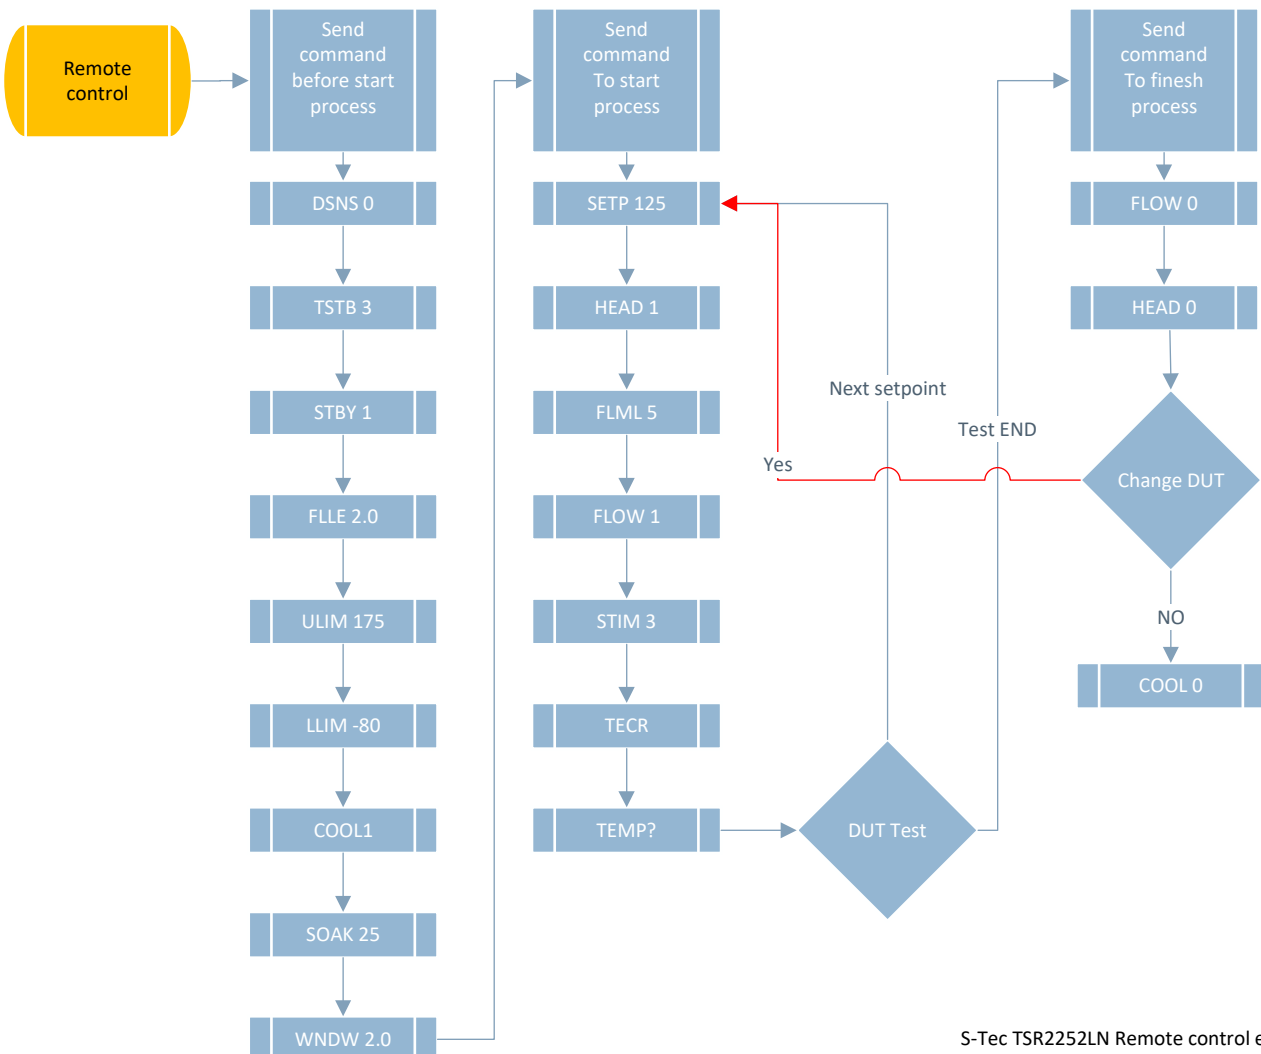 Remote
control
Send
command
before start
process
DSNS 0
TSTB 3
STBY 1
FLLE 2.0
ULIM 175
LLIM -80
COOL1
SOAK 25
WNDW 2.0
Send
command
To start
process
SETP 125
HEAD 1
FLML 5
FLOW 1
STIM 3
TECR
TEMP?
DUT Test
Next setpoint
Test END
Yes
Send
command
To finesh
process
FLOW 0
HEAD 0
Change DUT
NO
COOL 0
S-Tec TSR2252LN Remote control e